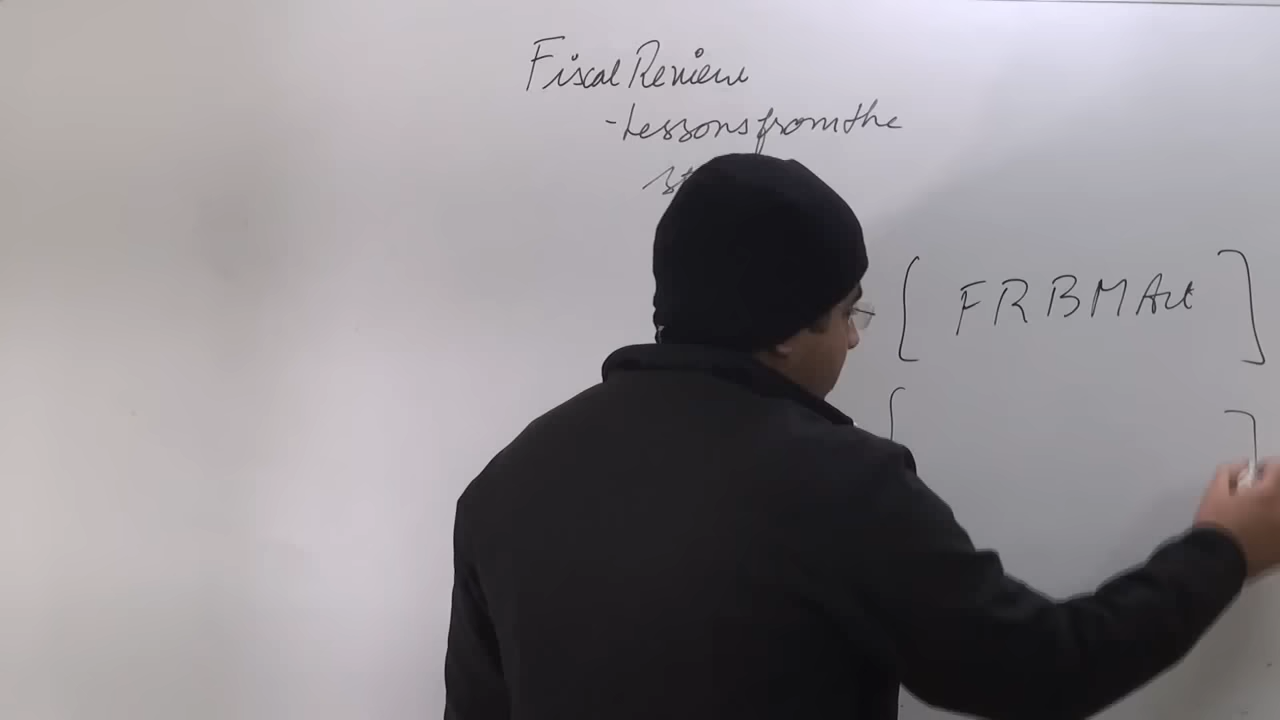 Fiscal Review
- Lessons from the
[ FRBM Act ]
[ ]